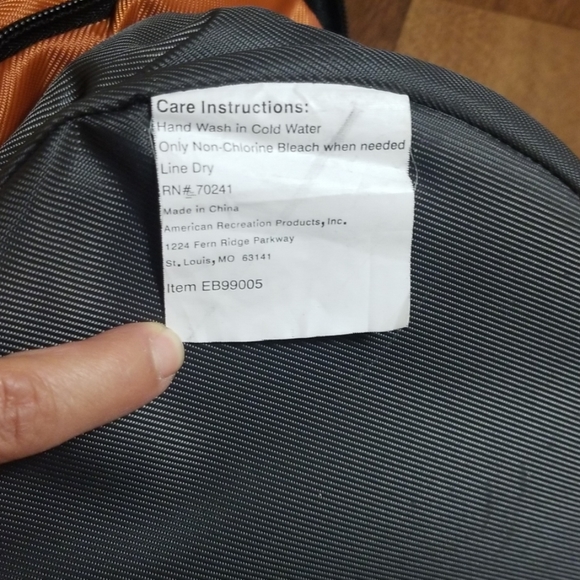 Care Instructions:
Hand Wash in Cold Water
Only Non-Chlorine Bleach when needed
Line Dry
RN# 70241
Made in China
American Recreation Products, Inc.
1224 Fern Ridge Parkway
St. Louis, MO 63141
Item EB99005